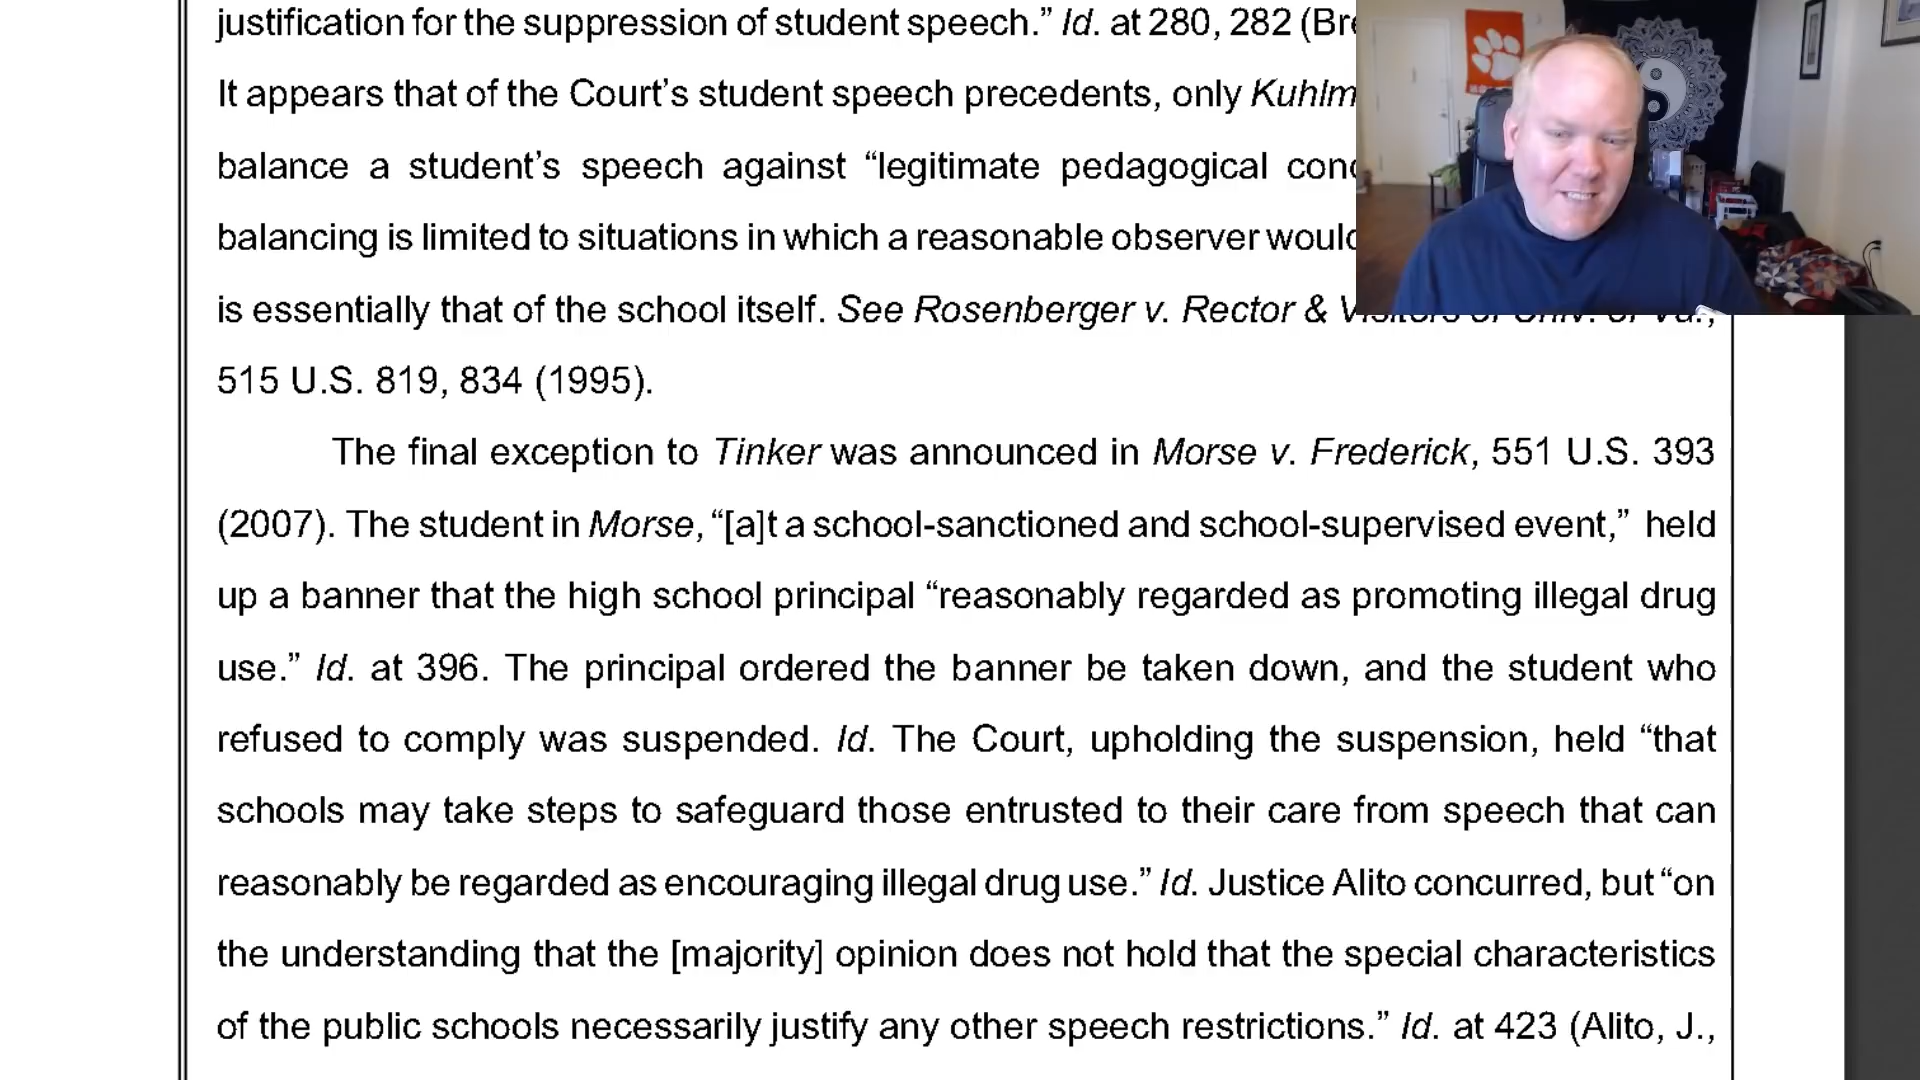 justification for the suppression of student speech.” Id. at 280, 282 (Bre
It appears that of the Court’s student speech precedents, only Kuhlm
balance a student’s speech against “legitimate pedagogical conc
balancing is limited to situations in which a reasonable observer would
is essentially that of the school itself. See Rosenberger v. Rector & Visitors of Univ. of Va.,
515 U.S. 819, 834 (1995).
The final exception to Tinker was announced in Morse v. Frederick, 551 U.S. 393
(2007). The student in Morse, “[a]t a school-sanctioned and school-supervised event,” held
up a banner that the high school principal “reasonably regarded as promoting illegal drug
use.” Id. at 396. The principal ordered the banner be taken down, and the student who
refused to comply was suspended. Id. The Court, upholding the suspension, held “that
schools may take steps to safeguard those entrusted to their care from speech that can
reasonably be regarded as encouraging illegal drug use.” Id. Justice Alito concurred, but “on
the understanding that the [majority] opinion does not hold that the special characteristics
of the public schools necessarily justify any other speech restrictions.” Id. at 423 (Alito, J.,